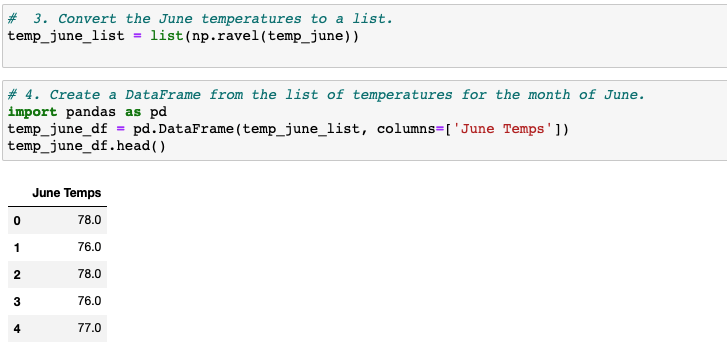 #  3. Convert the June temperatures to a list.
temp_june_list = list(np.ravel(temp_june))
# 4. Create a DataFrame from the list of temperatures for the month of June.
import pandas as pd
temp_june_df = pd.DataFrame(temp_june_list, columns=['June Temps'])
temp_june_df.head()
June Temps
0 78.0
1 76.0
2 78.0
3 76.0
4 77.0